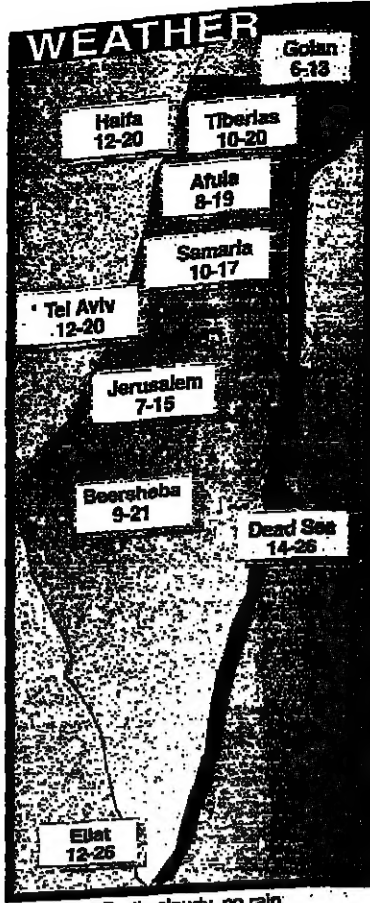 WEATHER
Golan
6-13
Haifa
12-20
Tiberias
10-20
Afula
8-19
Samaria
10-17
Tel Aviv
12-20
Jerusalem
7-15
Beersheba
9-21
Dead Sea
14-26
Eilat
12-26
cloudy, no rain